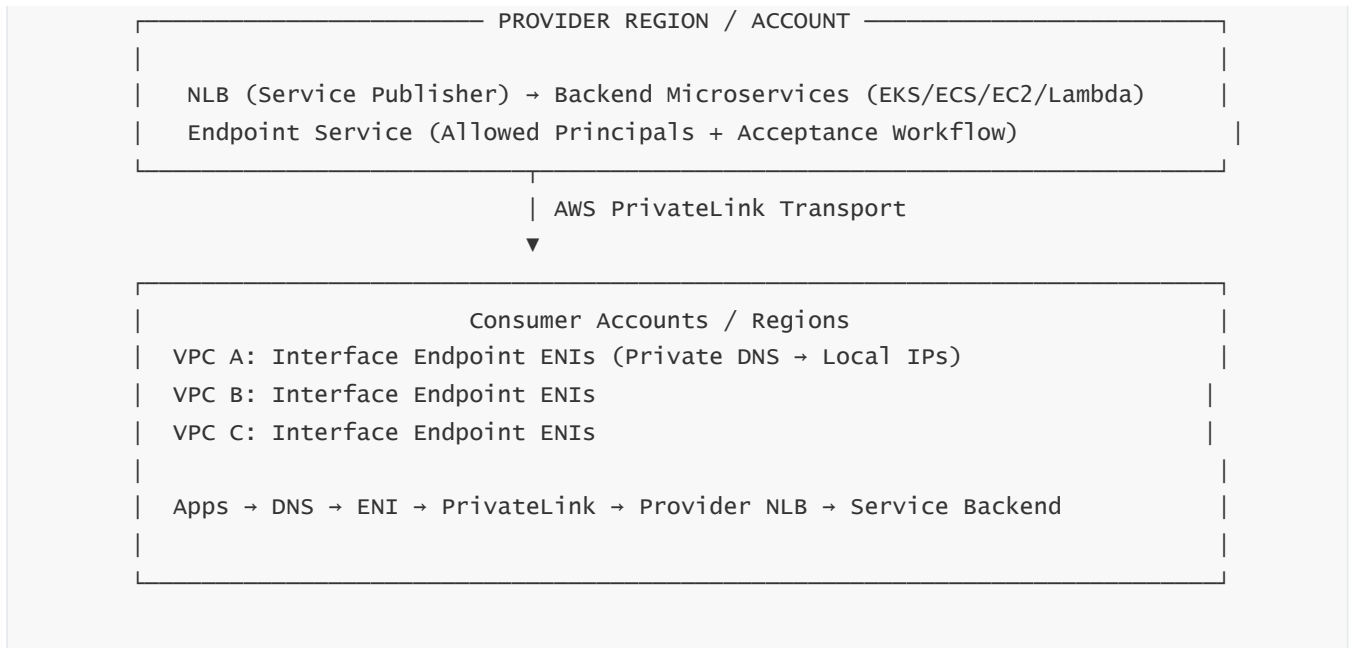 PROVIDER REGION / ACCOUNT
NLB (Service Publisher) → Backend Microservices (EKS/ECS/EC2/Lambda)
Endpoint Service (Allowed Principals + Acceptance Workflow)
AWS PrivateLink Transport
Consumer Accounts / Regions
VPC A: Interface Endpoint ENIs (Private DNS → Local IPs)
VPC B: Interface Endpoint ENIs
VPC C: Interface Endpoint ENIs
Apps → DNS → ENI → PrivateLink → Provider NLB → Service Backend